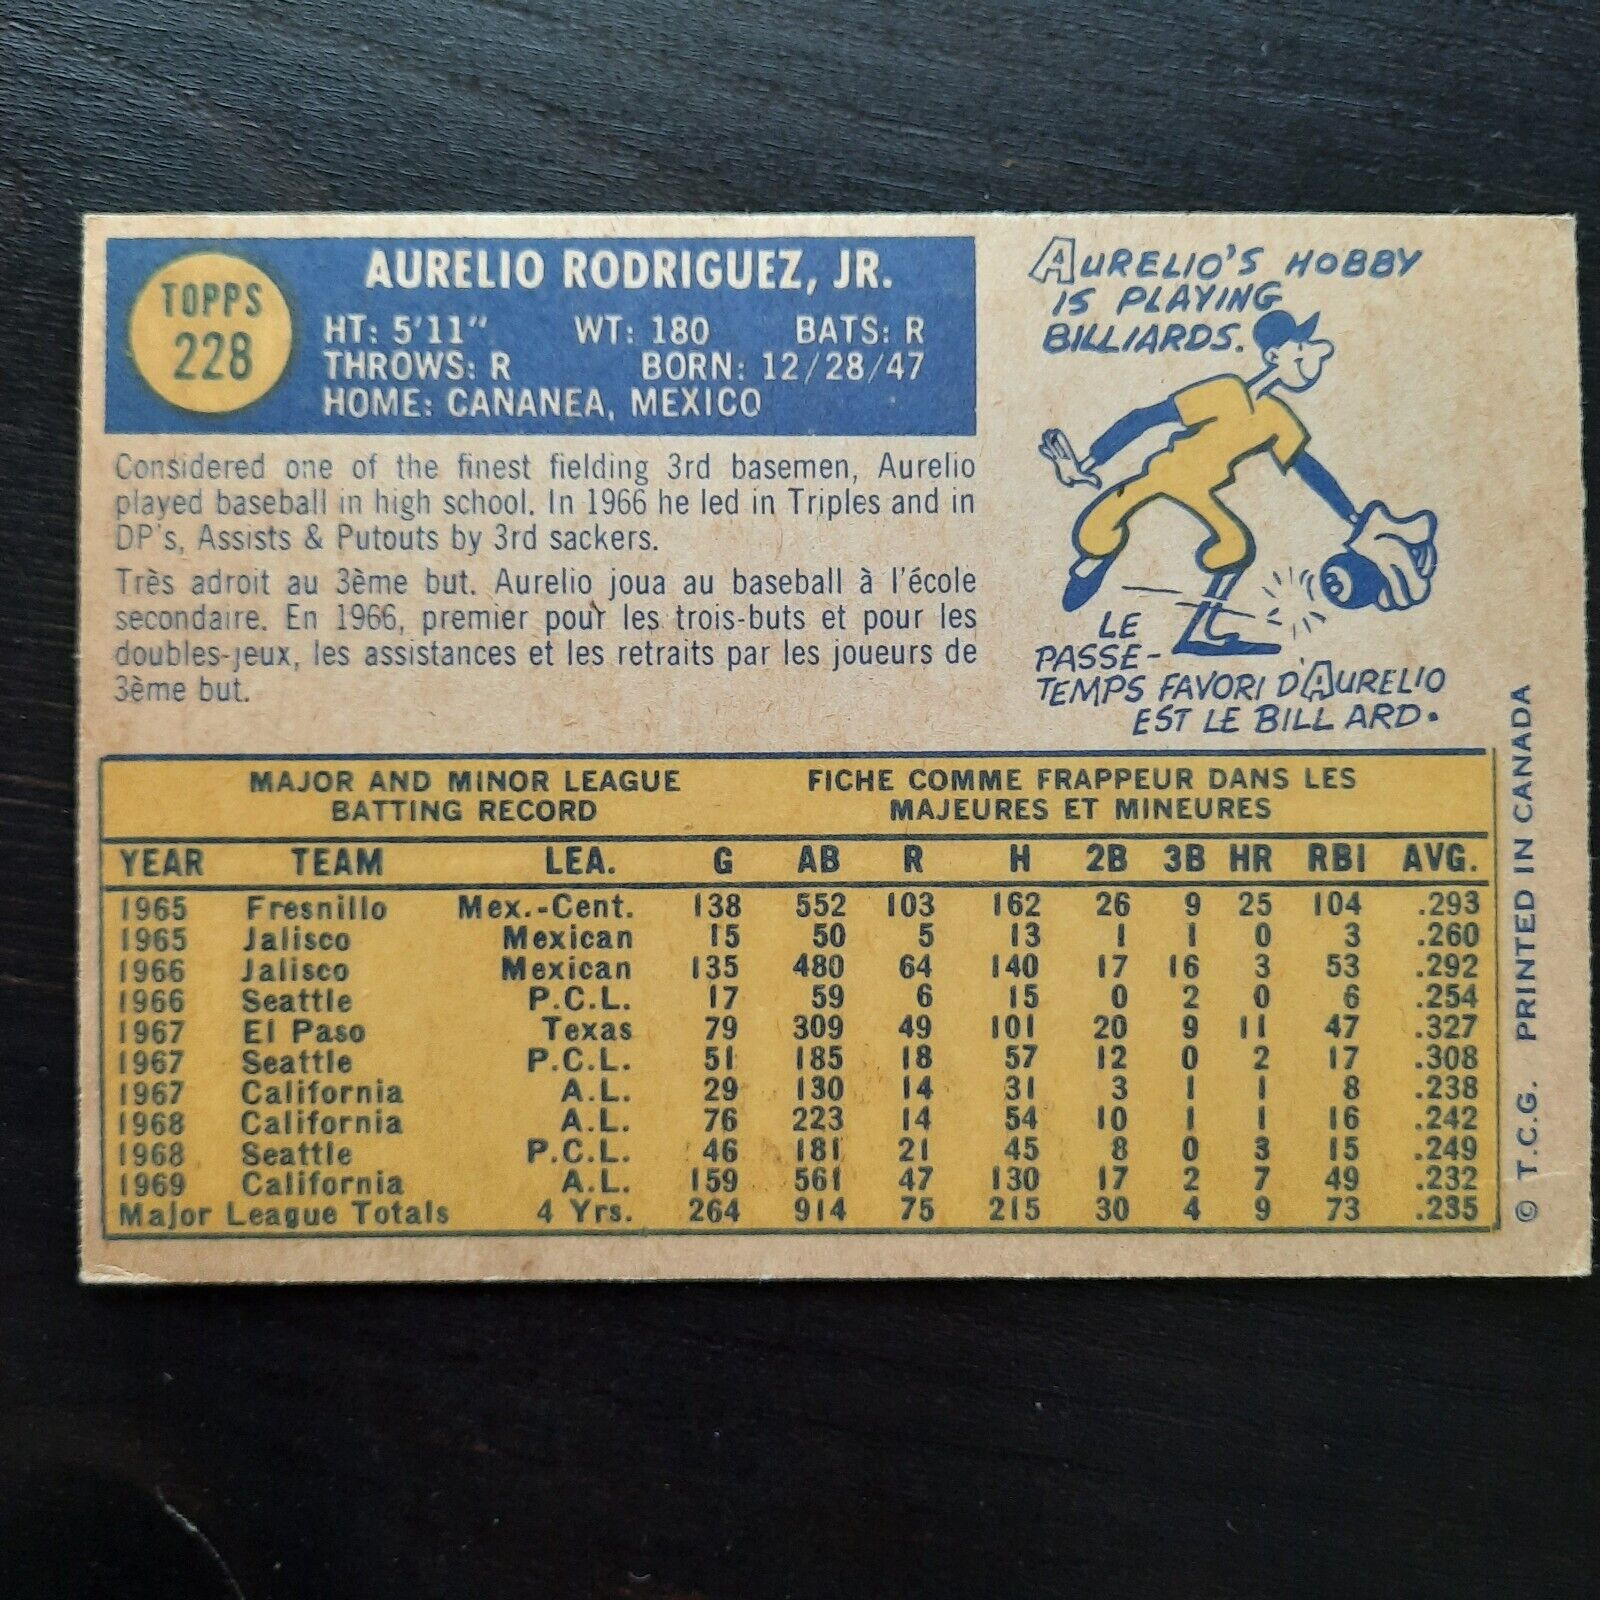 TOPPS
228
AURELIO RODRIGUEZ, JR.
HT: 5'11" WT: 180 BATS: R
THROWS: R BORN: 12/28/47
HOME: CANANEA, MEXICO
Considered one of the finest fielding 3rd basemen, Aurelio
played baseball in high school. In 1966 he led in Triples and in
DP's, Assists & Putouts by 3rd sackers.
Très adroit au 3ème but. Aurelio joua au baseball à l'école
secondaire. En 1966, premier pour les trois-buts et pour les
doubles-jeux, les assistances et les retraits par les joueurs de
3ème but.
AURELIO'S HOBBY
IS PLAYING
BILLIARDS.
3
LE
PASSE-
TEMPS FAVORI D'AURELIO
EST LE BILL ARD.
MAJOR AND MINOR LEAGUE
BATTING RECORD
FICHE COMME FRAPPEUR DANS LES
MAJEURES ET MINEURES
YEAR TEAM LEA. G AB R H 2B 3B HR RBI AVG.
1965 Fresnillo Mex.-Cent. 138 552 103 162 26 9 25 104 .293
1965 Jalisco Mexican 15 50 5 13 1 1 0 3 .260
1966 Jalisco Mexican 135 480 64 140 17 16 3 53 .292
1966 Seattle P.C.L. 17 59 6 15 0 2 0 6 .254
1967 El Paso Texas 79 309 49 101 20 9 11 47 .327
1967 Seattle P.C.L. 51 185 18 57 12 0 2 17 .308
1967 California A.L. 29 130 14 31 3 1 1 8 .238
1968 California A.L. 76 223 14 54 10 1 1 16 .242
1968 Seattle P.C.L. 46 181 21 45 8 0 3 15 .249
1969 California A.L. 159 561 47 130 17 2 7 49 .232
Major League Totals 4 Yrs. 264 914 75 215 30 4 9 73 .235
© T.C.G. PRINTED IN CANADA